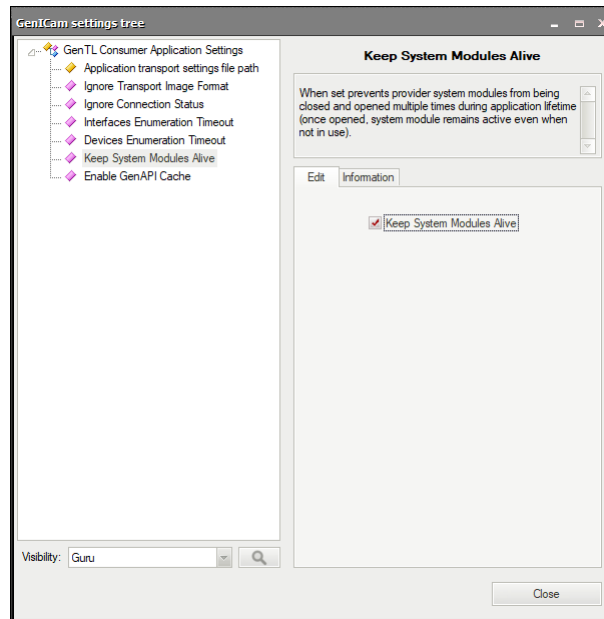 GenICam settings tree
GenTL Consumer Application Settings
Application transport settings file path
Ignore Transport Image Format
Ignore Connection Status
Interfaces Enumeration Timeout
Devices Enumeration Timeout
Keep System Modules Alive
Enable GenAPI Cache
Visibility: Guru
Keep System Modules Alive
When set prevents provider system modules from being
closed and opened multiple times during application lifetime
(once opened, system module remains active even when
not in use).
Edit Information
Keep System Modules Alive
Close